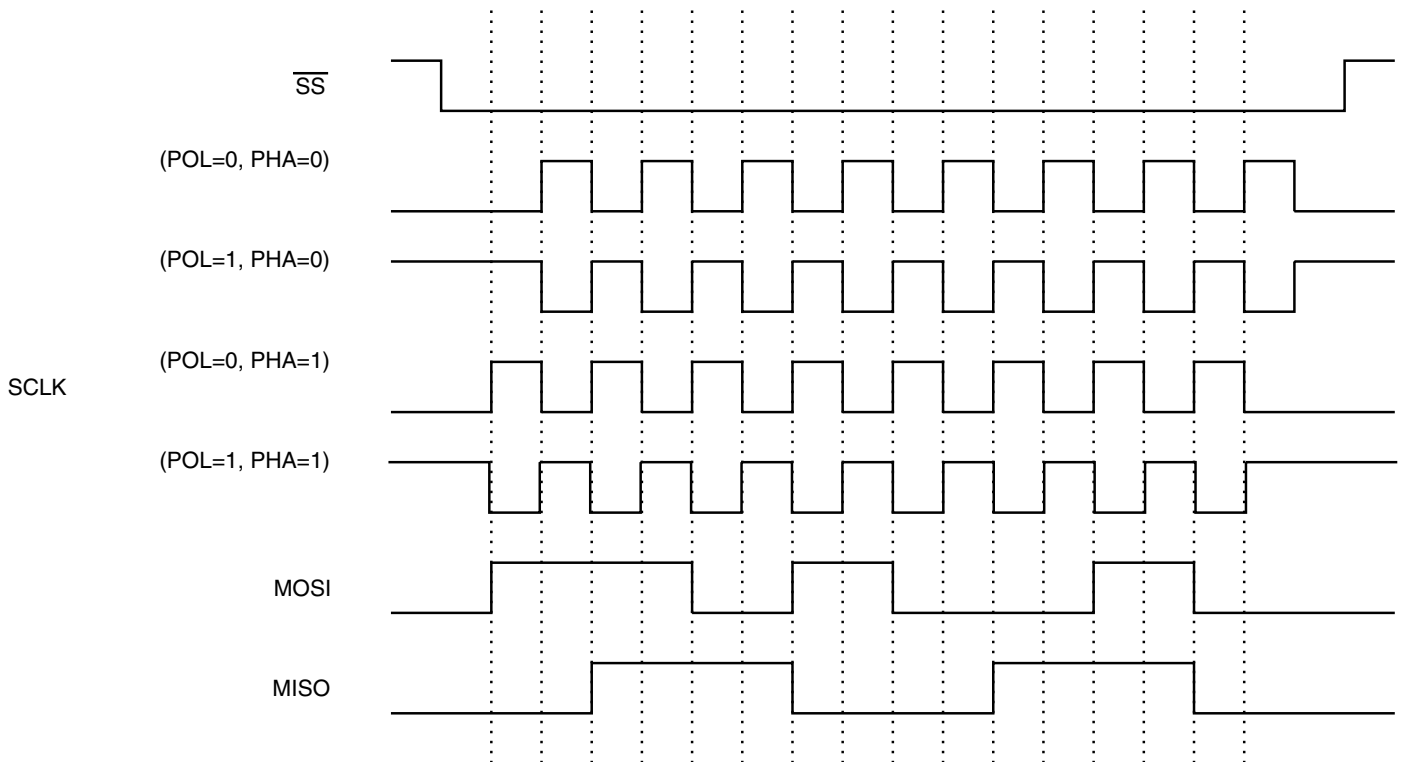 SS
(POL=0, PHA=0)
(POL=1, PHA=0)
(POL=0, PHA=1)
SCLK
(POL=1, PHA=1)
MOSI
MISO